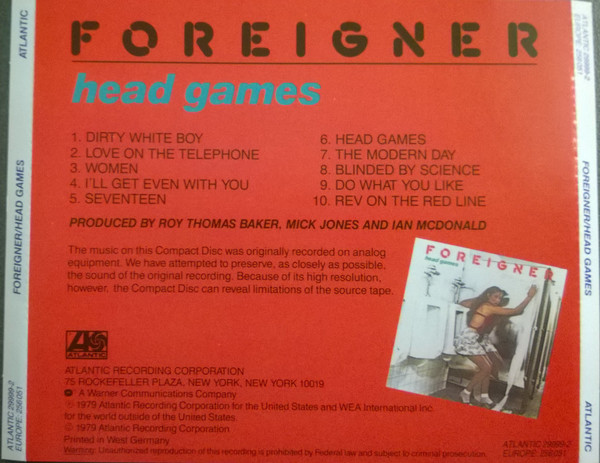 FOREIGNER
head games
1. DIRTY WHITE BOY
2. LOVE ON THE TELEPHONE
3. WOMEN
4. I'LL GET EVEN WITH YOU
5. SEVENTEEN
6. HEAD GAMES
7. THE MODERN DAY
8. BLINDED BY SCIENCE
9. DO WHAT YOU LIKE
10. REV ON THE RED LINE
PRODUCED BY ROY THOMAS BAKER, MICK JONES AND IAN MCDONALD
The music on this Compact Disc was originally recorded on analog
equipment. We have attempted to preserve, as closely as possible,
the sound of the original recording. Because of its high resolution,
however, the Compact Disc can reveal limitations of the source tape.
FOREIGNER
head games
ATLANTIC
ATLANTIC RECORDING CORPORATION
75 ROCKEFELLER PLAZA, NEW YORK, NEW YORK 10019
A Warner Communications Company
℗ 1979 Atlantic Recording Corporation for the United States and WEA International Inc.
for the world outside of the United States.
© 1979 Atlantic Recording Corporation
Printed in West Germany
Warning: Unauthorized reproduction of this recording is prohibited by Federal law and subject to criminal prosecution.
ATLANTIC 29899-2
EUROPE: 256051
ATLANTIC
FOREIGNER/HEAD GAMES
ATLANTIC 29899-2
EUROPE: 256051
ATLANTIC 29899-2
EUROPE: 256051
FOREIGNER/HEAD GAMES
ATLANTIC